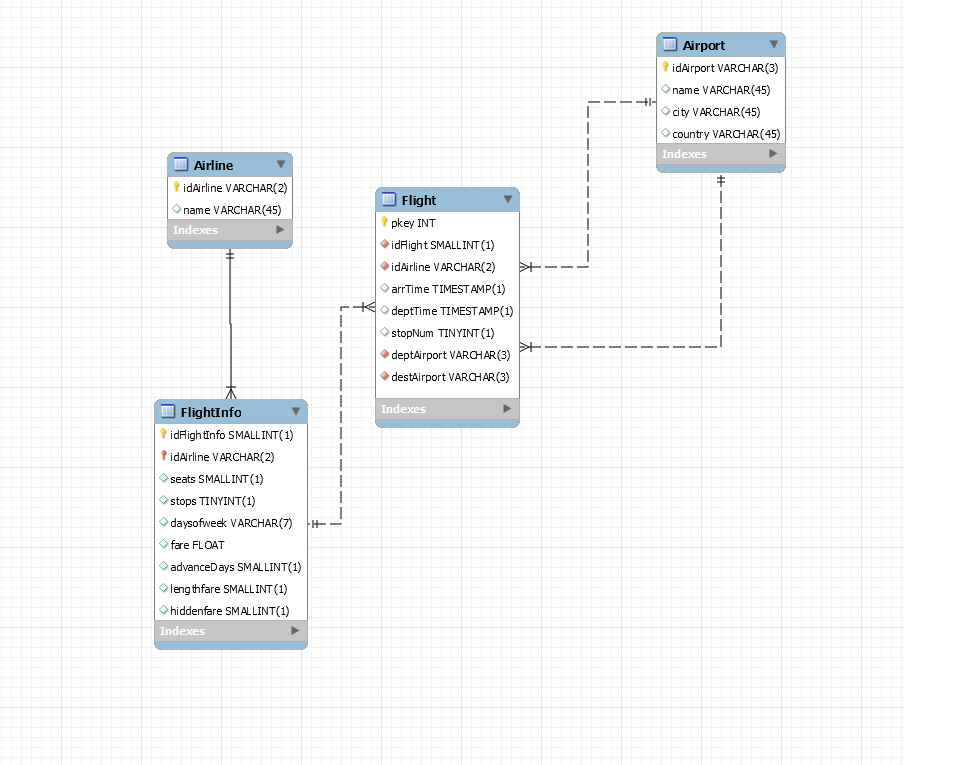 Airport
idAirport VARCHAR(3)
name VARCHAR(45)
city VARCHAR(45)
country VARCHAR(45)
Indexes
Airline
idAirline VARCHAR(2)
name VARCHAR(45)
Indexes
Flight
pkey INT
idFlight SMALLINT(1)
idAirline VARCHAR(2)
arrTime TIMESTAMP(1)
deptTime TIMESTAMP(1)
stopNum TINYINT(1)
deptAirport VARCHAR(3)
destAirport VARCHAR(3)
Indexes
FlightInfo
idFlightInfo SMALLINT(1)
idAirline VARCHAR(2)
seats SMALLINT(1)
stops TINYINT(1)
daysofweek VARCHAR(7)
fare FLOAT
advanceDays SMALLINT(1)
lengthfare SMALLINT(1)
hiddenfare SMALLINT(1)
Indexes